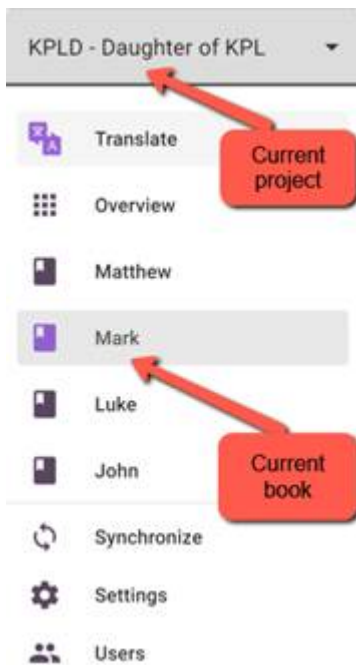 KPLD - Daughter of KPL
Translate
Current
project
Overview
Matthew
Mark
Luke
John
Current
book
Synchronize
Settings
Users